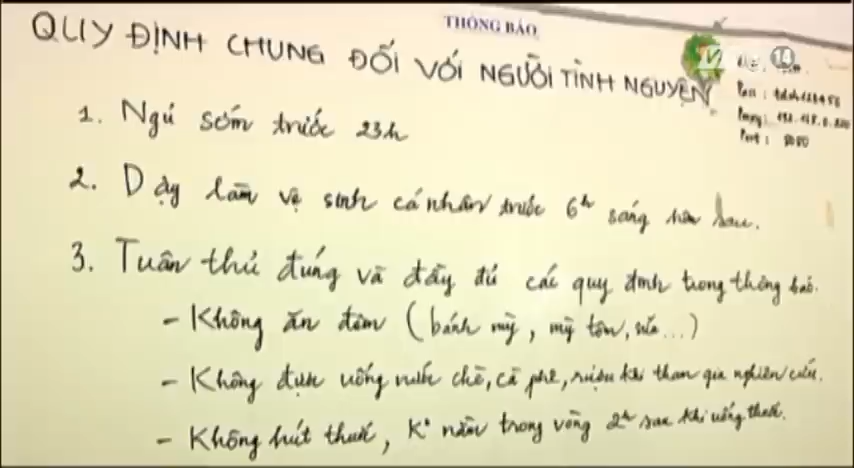 THÔNG BÁO
QUY ĐỊNH CHUNG ĐỐI VỚI NGƯỜI TÌNH NGUYỆN
1. Ngủ sớm trước 23h
2. Dậy làm vệ sinh cá nhân trước 6h sáng hôm sau.
3. Tuân thủ đúng và đầy đủ các quy định trong thông báo.
- Không ăn đêm (bánh mỳ, mỳ tôm, sữa...)
- Không được uống nước chè, cà phê, rượu khi tham gia nghiên cứu.
- Không hút thuốc, K° nằm trong vòng 2h sau khi uống thuốc.